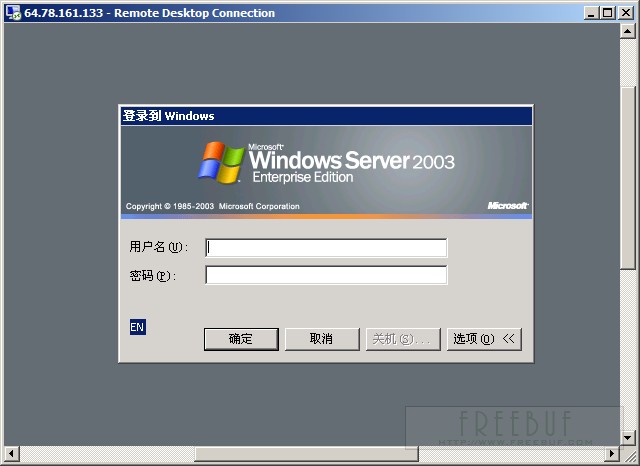 64.78.161.133 - Remote Desktop Connection
登录到 Windows
Microsoft®
Windows Server 2003
Enterprise Edition
Copyright © 1985-2003 Microsoft Corporation
Microsoft
用户名(U):
密码(P):
EN
确定 取消 关机(S)... 选项(O) <<
FREEBUF
HTTP://WWW.FREEBUF.COM